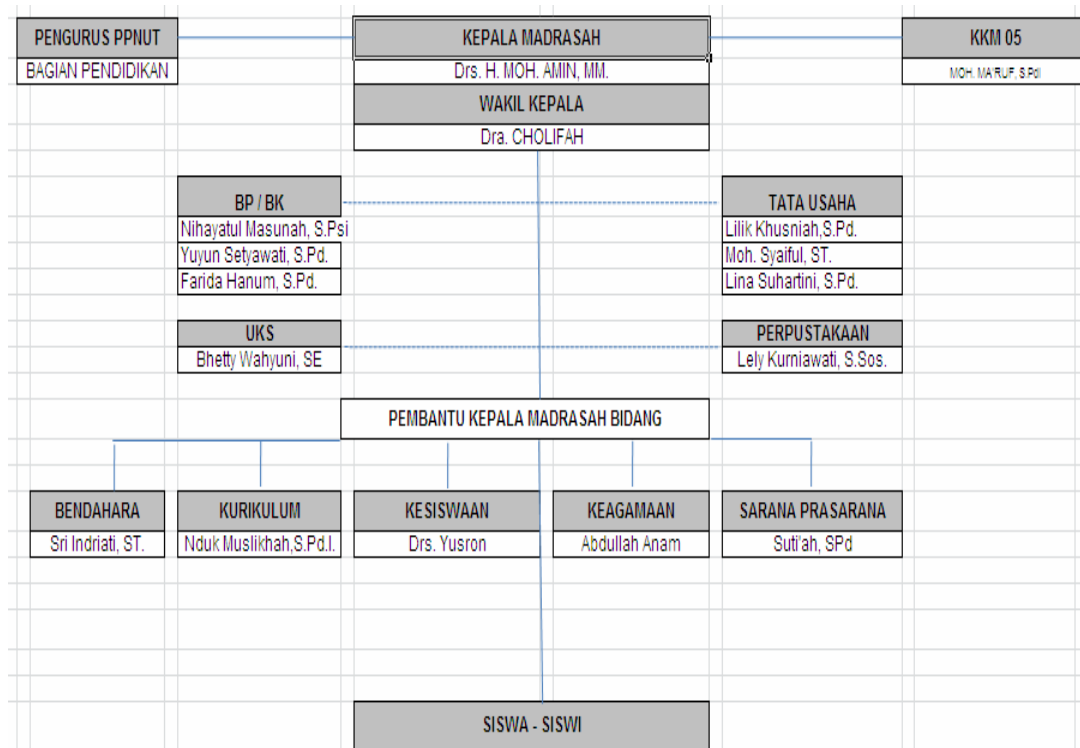 PENGURUS PPNUT
BAGIAN PENDIDIKAN
KEPALA MADRASAH
Drs. H. MOH. AMIN, MM.
KKM 05
MOH. MA'RUF, S.PdI
WAKIL KEPALA
Dra. CHOLIFAH
BP / BK
Nihayatul Masunah, S.Psi
Yuyun Setyawati, S.Pd.
Farida Hanum, S.Pd.
TATA USAHA
Lilik Khusniah,S.Pd.
Moh. Syaiful, ST.
Lina Suhartini, S.Pd.
UKS
Bhetty Wahyuni, SE
PERPUSTAKAAN
Lely Kurniawati, S.Sos.
PEMBANTU KEPALA MADRASAH BIDANG
BENDAHARA
Sri Indriati, ST.
KURIKULUM
Nduk Muslikhah,S.Pd.I.
KESISWAAN
Drs. Yusron
KEAGAMAAN
Abdullah Anam
SARANA PRASARANA
Suti'ah, SPd
SISWA - SISWI